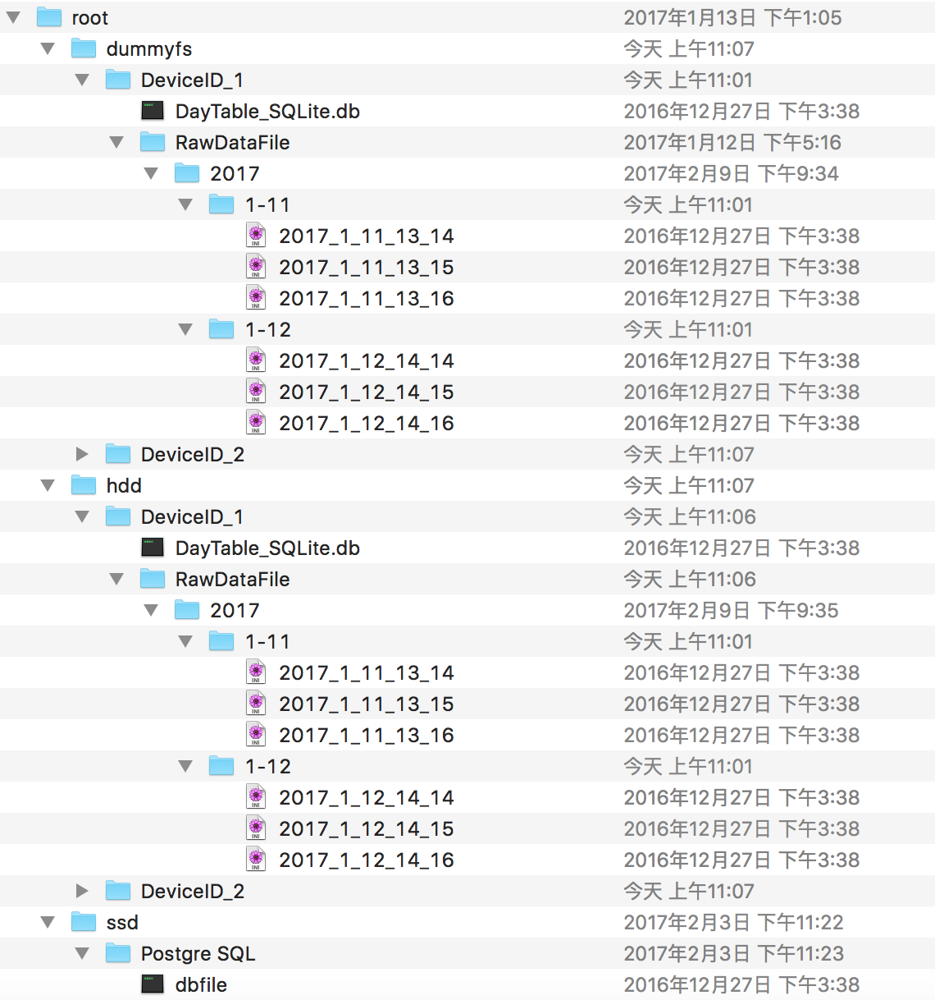 root 2017年1月13日 下午1:05
dummyfs 今天 上午11:07
DeviceID_1 今天 上午11:01
DayTable_SQLite.db 2016年12月27日 下午3:38
RawDataFile 2017年1月12日 下午5:16
2017 2017年2月9日 下午9:34
1-11 今天 上午11:01
INI 2017_1_11_13_14 2016年12月27日 下午3:38
INI 2017_1_11_13_15 2016年12月27日 下午3:38
INI 2017_1_11_13_16 2016年12月27日 下午3:38
1-12 今天 上午11:01
INI 2017_1_12_14_14 2016年12月27日 下午3:38
INI 2017_1_12_14_15 2016年12月27日 下午3:38
INI 2017_1_12_14_16 2016年12月27日 下午3:38
DeviceID_2 今天 上午11:07
hdd 今天 上午11:07
DeviceID_1 今天 上午11:06
DayTable_SQLite.db 2016年12月27日 下午3:38
RawDataFile 今天 上午11:06
2017 2017年2月9日 下午9:35
1-11 今天 上午11:01
INI 2017_1_11_13_14 2016年12月27日 下午3:38
INI 2017_1_11_13_15 2016年12月27日 下午3:38
INI 2017_1_11_13_16 2016年12月27日 下午3:38
1-12 今天 上午11:01
INI 2017_1_12_14_14 2016年12月27日 下午3:38
INI 2017_1_12_14_15 2016年12月27日 下午3:38
INI 2017_1_12_14_16 2016年12月27日 下午3:38
DeviceID_2 今天 上午11:07
ssd 2017年2月3日 下午11:22
Postgre SQL 2017年2月3日 下午11:23
dbfile 2016年12月27日 下午3:38